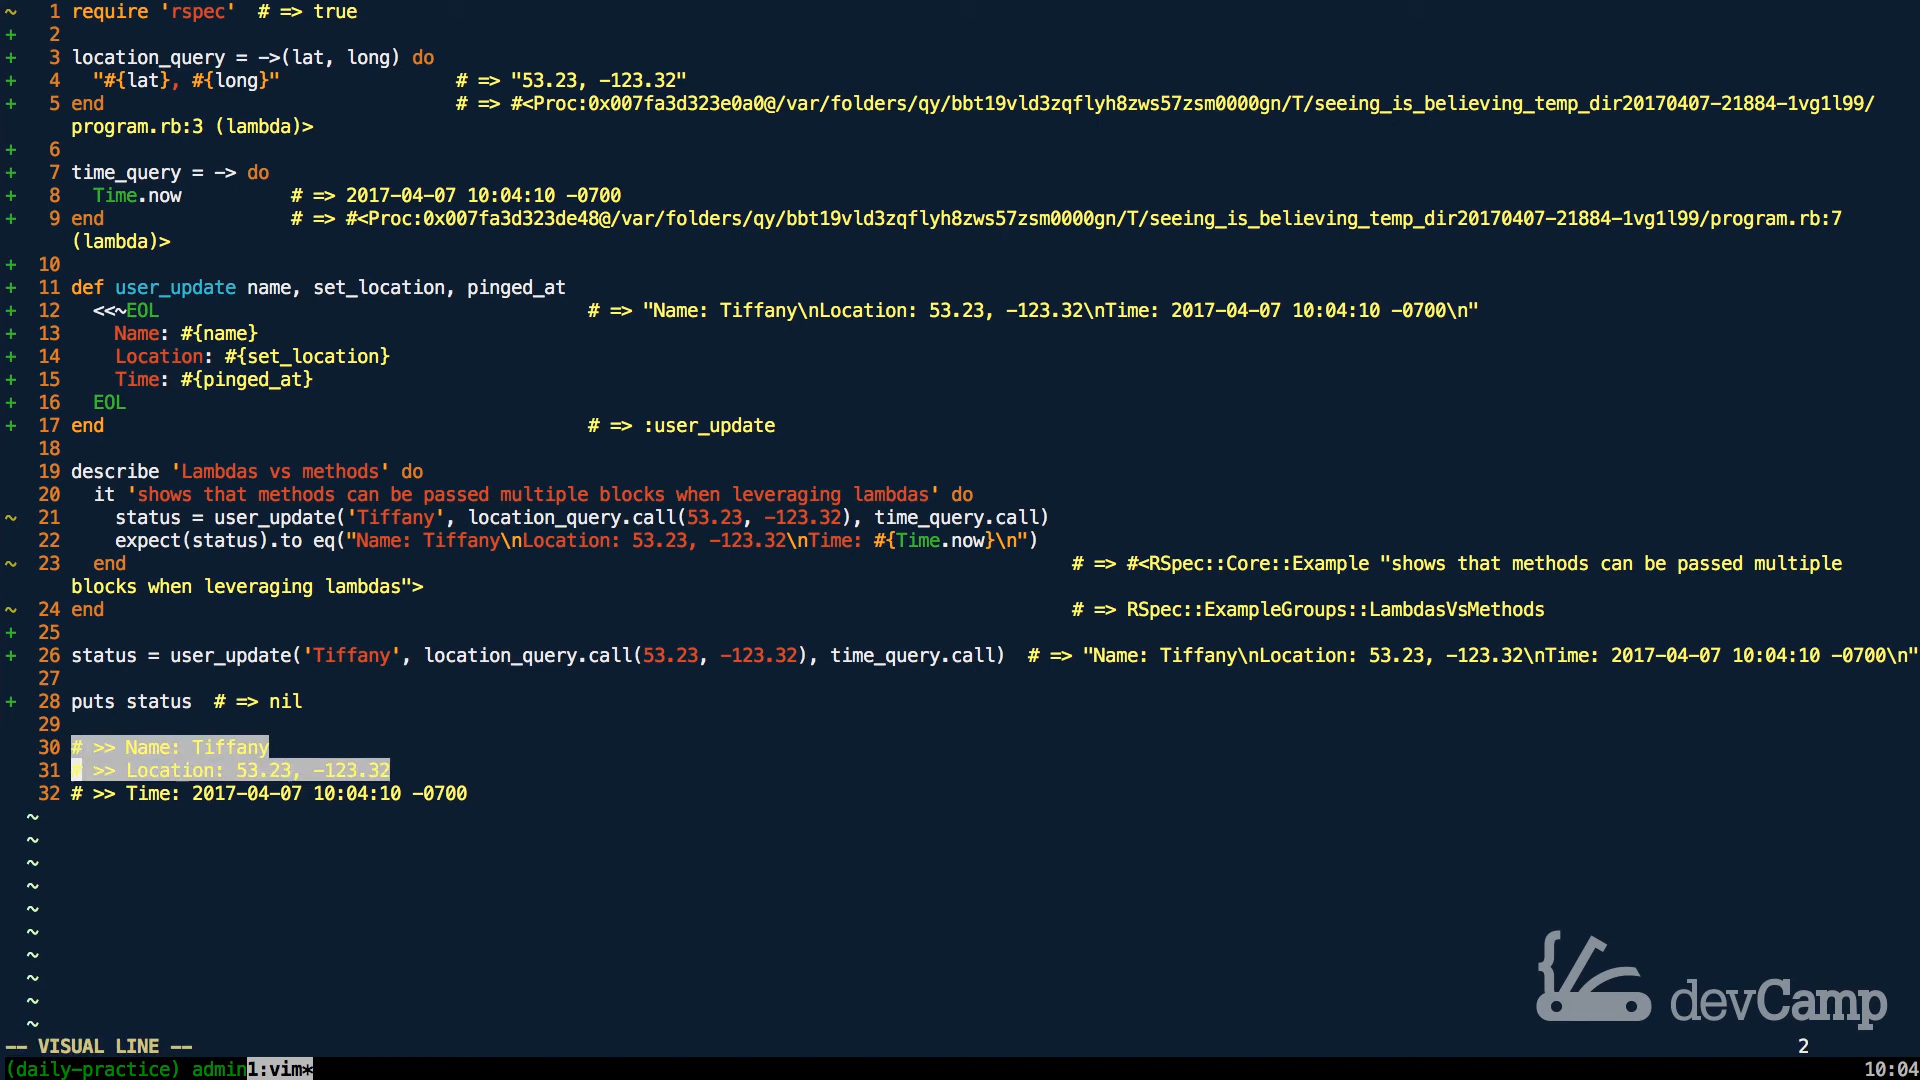 ~ 1 require 'rspec' # => true
+ 2
+ 3 location_query = ->(lat, long) do
+ 4 "#{lat}, #{long}" # => "53.23, -123.32"
+ 5 end # => #<Proc:0x007fa3d323e0a0@/var/folders/qy/bbt19vld3zqflyh8zws57zsm0000gn/T/seeing_is_believing_temp_dir20170407-21884-1vg1l99/
program.rb:3 (lambda)>
+ 6
+ 7 time_query = -> do
+ 8 Time.now # => 2017-04-07 10:04:10 -0700
+ 9 end # => #<Proc:0x007fa3d323de48@/var/folders/qy/bbt19vld3zqflyh8zws57zsm0000gn/T/seeing_is_believing_temp_dir20170407-21884-1vg1l99/program.rb:7
(lambda)>
+ 10
+ 11 def user_update name, set_location, pinged_at
+ 12 <<~EOL # => "Name: Tiffany\nLocation: 53.23, -123.32\nTime: 2017-04-07 10:04:10 -0700\n"
+ 13 Name: #{name}
+ 14 Location: #{set_location}
+ 15 Time: #{pinged_at}
+ 16 EOL
+ 17 end # => :user_update
18
19 describe 'Lambdas vs methods' do
20 it 'shows that methods can be passed multiple blocks when leveraging lambdas' do
~ 21 status = user_update('Tiffany', location_query.call(53.23, -123.32), time_query.call)
22 expect(status).to eq("Name: Tiffany\nLocation: 53.23, -123.32\nTime: #{Time.now}\n")
~ 23 end # => #<RSpec::Core::Example "shows that methods can be passed multiple
blocks when leveraging lambdas">
~ 24 end # => RSpec::ExampleGroups::LambdasVsMethods
+ 25
+ 26 status = user_update('Tiffany', location_query.call(53.23, -123.32), time_query.call) # => "Name: Tiffany\nLocation: 53.23, -123.32\nTime: 2017-04-07 10:04:10 -0700\n"
27
+ 28 puts status # => nil
29
30 # >> Name: Tiffany
31 # >> Location: 53.23, -123.32
32 # >> Time: 2017-04-07 10:04:10 -0700
~
~
~
~
~
~
~
~
~
~
devCamp
-- VISUAL LINE -- 2
(daily-practice) admin1:vim* 10:04